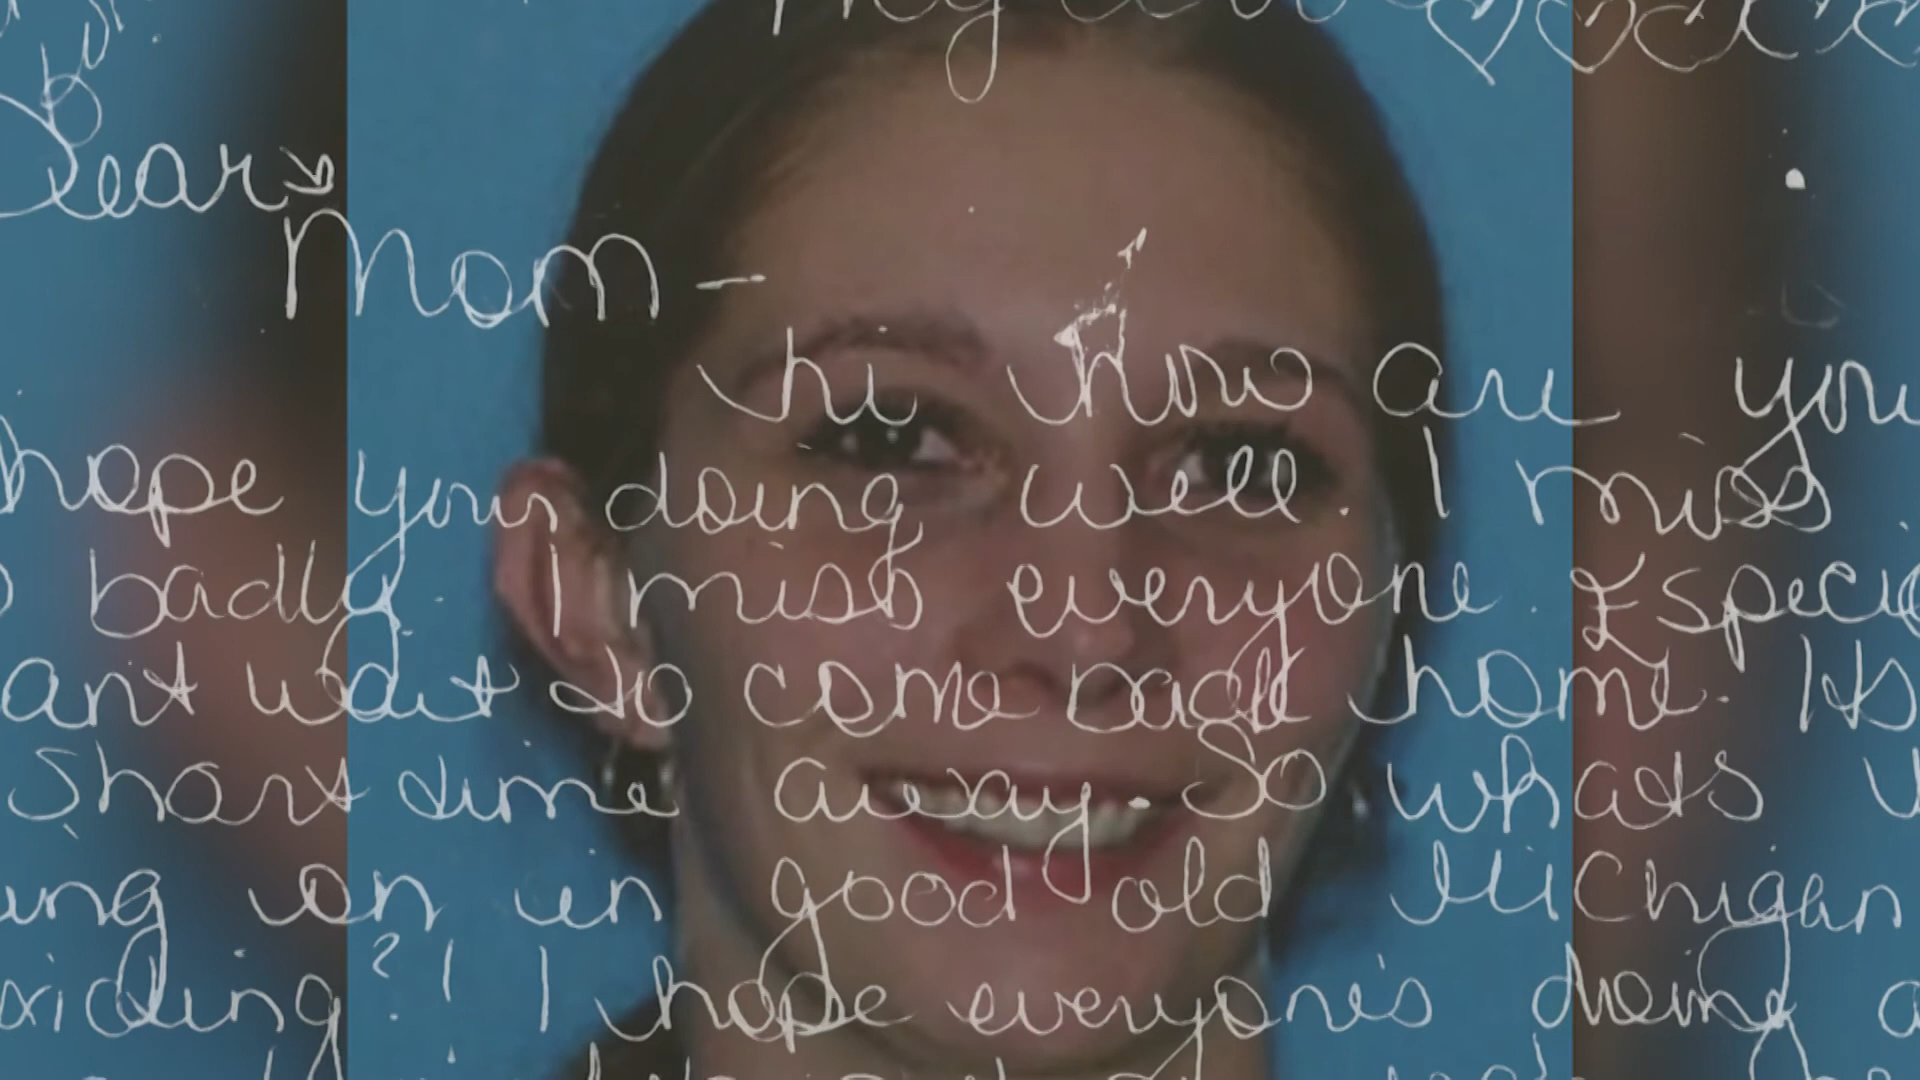 Dear
Mom -
hi how are you
hope your doing well. I miss
badly. I miss everyone. Especi
ant wait to come back home. Its
short time away. So whats
ing on in good old Michigan
xiding?! I hope everyone's doing a